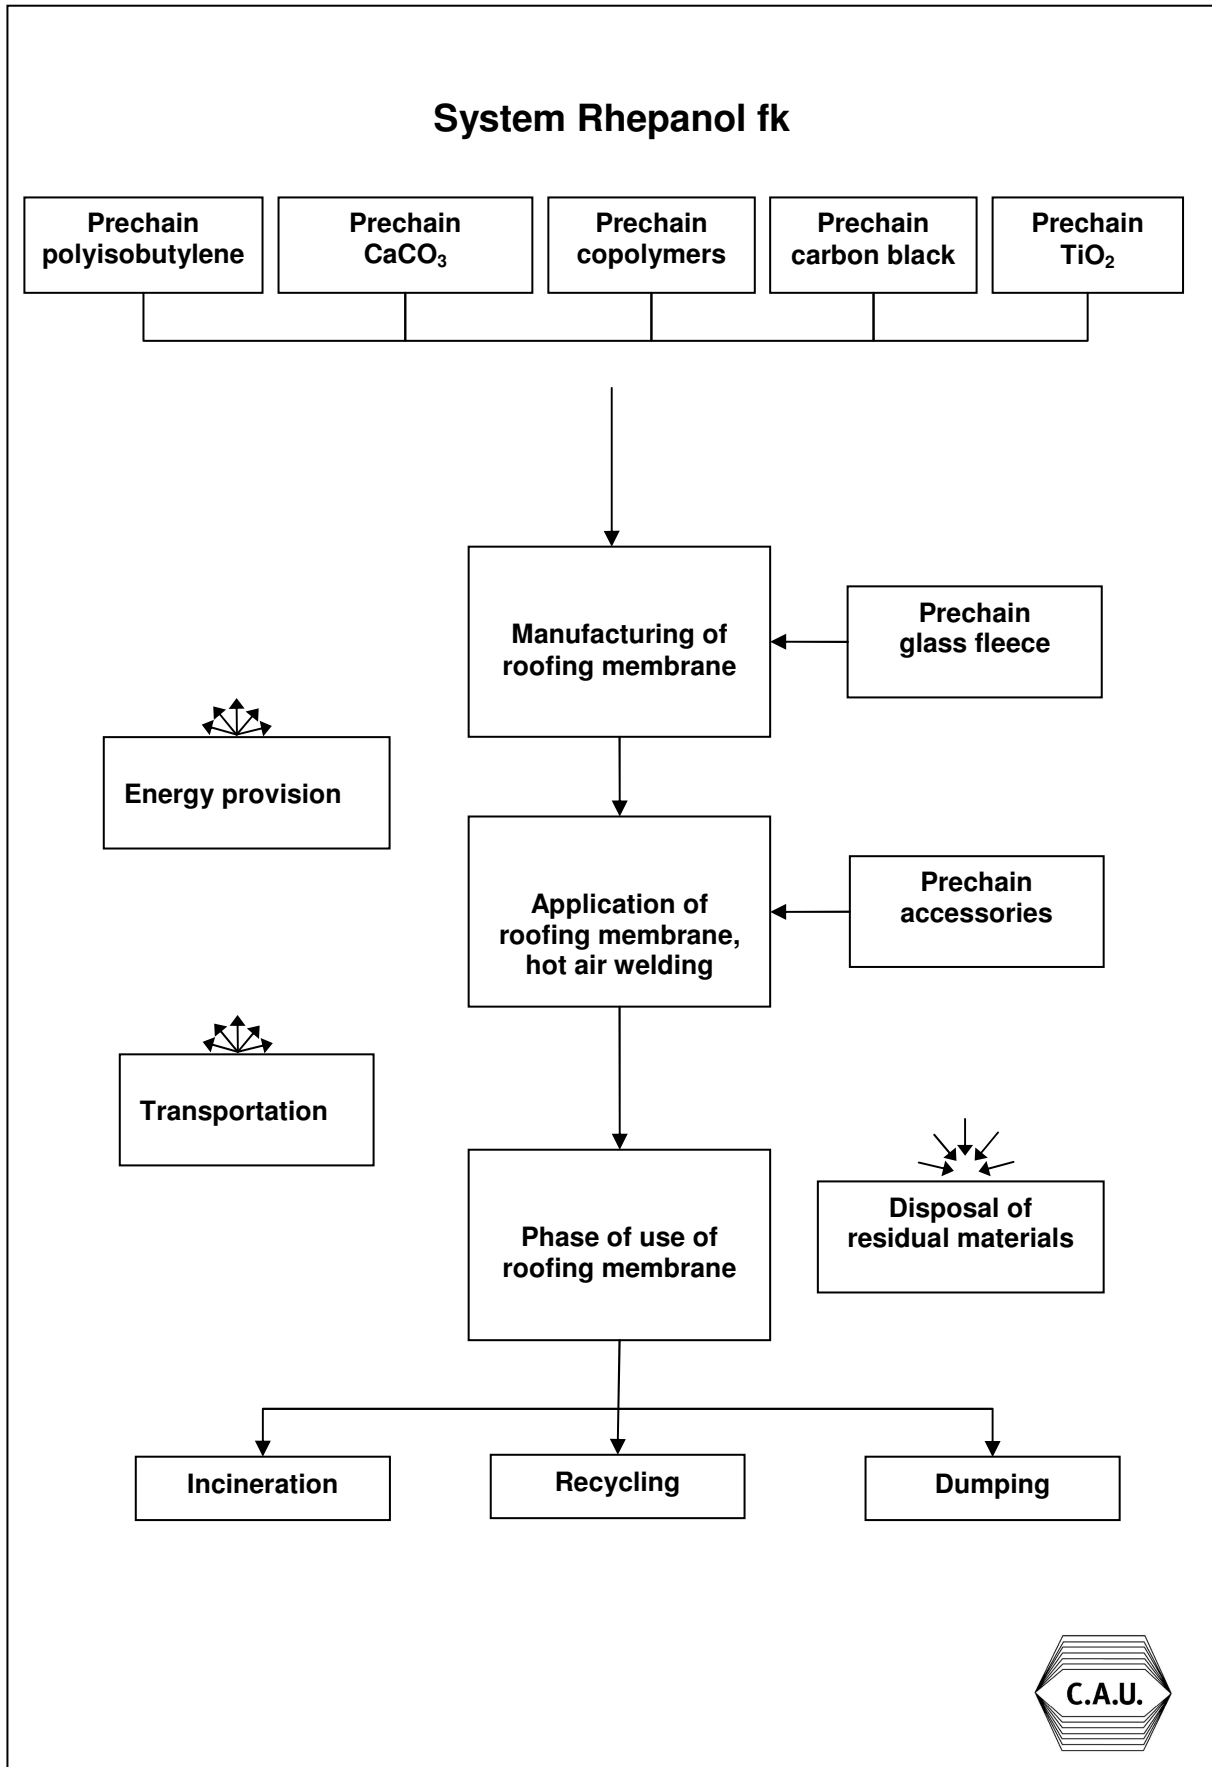 System Rhepanol fk
Prechain
polyisobutylene
Prechain
CaCO₃
Prechain
copolymers
Prechain
carbon black
Prechain
TiO₂
Manufacturing of
roofing membrane
Prechain
glass fleece
Energy provision
Application of
roofing membrane,
hot air welding
Prechain
accessories
Transportation
Phase of use of
roofing membrane
Disposal of
residual materials
Incineration
Recycling
Dumping
C.A.U.